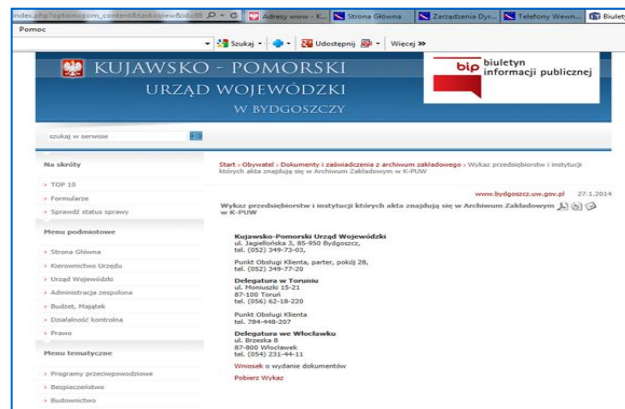 index.php?option=com_content&task=view&id=98
Adresy www - K...
Strona Główna
Zarządzenia Dyr...
Telefony Wewn...
Biulet
Pomoc
Szukaj
Udostępnij
Więcej >>
KUJAWSKO - POMORSKI
URZĄD WOJEWÓDZKI
W BYDGOSZCZY
bip biuletyn
informacji publicznej
szukaj w serwisie
Na skróty
> TOP 10
> Formularze
> Sprawdź status sprawy
Menu podmiotowe
> Strona Główna
> Kierownictwo Urzędu
> Urząd Wojewódzki
> Administracja zespolona
> Budżet, Majątek
> Działalność kontrolna
> Prawo
Menu tematyczne
> Programy przeciwpowodziowe
> Bezpieczeństwo
> Budownictwo
Start › Obywatel › Dokumenty i zaświadczenia z archiwum zakładowego › Wykaz przedsiębiorstw i instytucji
których akta znajdują się w Archiwum Zakładowym w K-PUW
www.bydgoszcz.uw.gov.pl 27.1.2014
Wykaz przedsiębiorstw i instytucji których akta znajdują się w Archiwum Zakładowym
w K-PUW
Kujawsko-Pomorski Urząd Wojewódzki
ul. Jagiellońska 3, 85-950 Bydgoszcz,
tel. (052) 349-73-03,
Punkt Obsługi Klienta, parter, pokój 28,
tel. (052) 349-77-20
Delegatura w Toruniu
ul. Moniuszki 15-21
87-100 Toruń
tel. (056) 62-18-220
Punkt Obsługi Klienta
tel. 784-448-207
Delegatura we Włocławku
ul. Brzeska 8
87-800 Włocławek
tel. (054) 231-44-11
Wniosek o wydanie dokumentów
Pobierz Wykaz